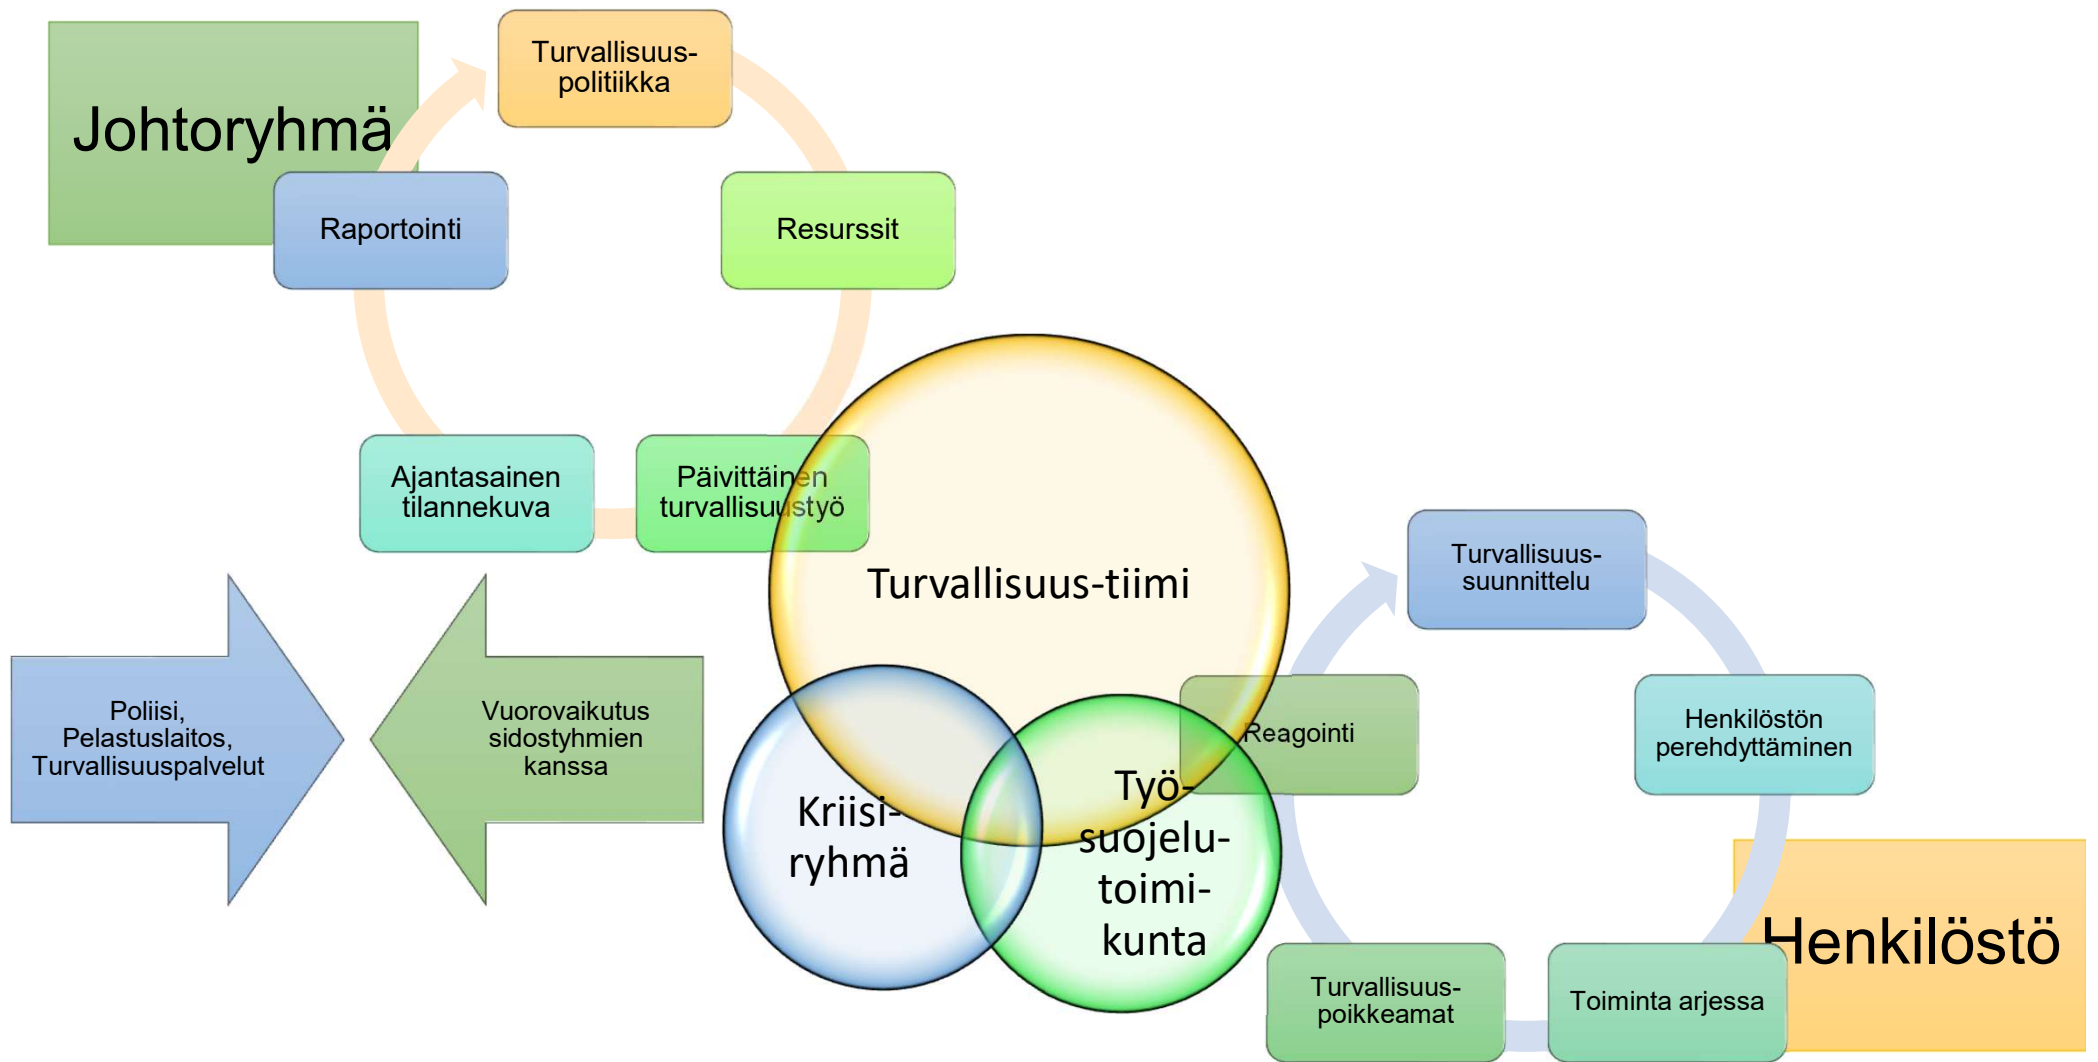 Johtoryhmä
Turvallisuus-
politiikka
Raportointi
Resurssit
Ajantasainen
tilannekuva
Päivittäinen
turvallisuustyö
Turvallisuus-tiimi
Kriisi-
ryhmä
Työ-
suojelu-
toimi-
kunta
Poliisi,
Pelastuslaitos,
Turvallisuuspalvelut
Vuorovaikutus
sidostyhmien
kanssa
Turvallisuus-
suunnittelu
Reagointi
Henkilöstön
perehdyttäminen
Turvallisuus-
poikkeamat
Toiminta arjessa
Henkilöstö